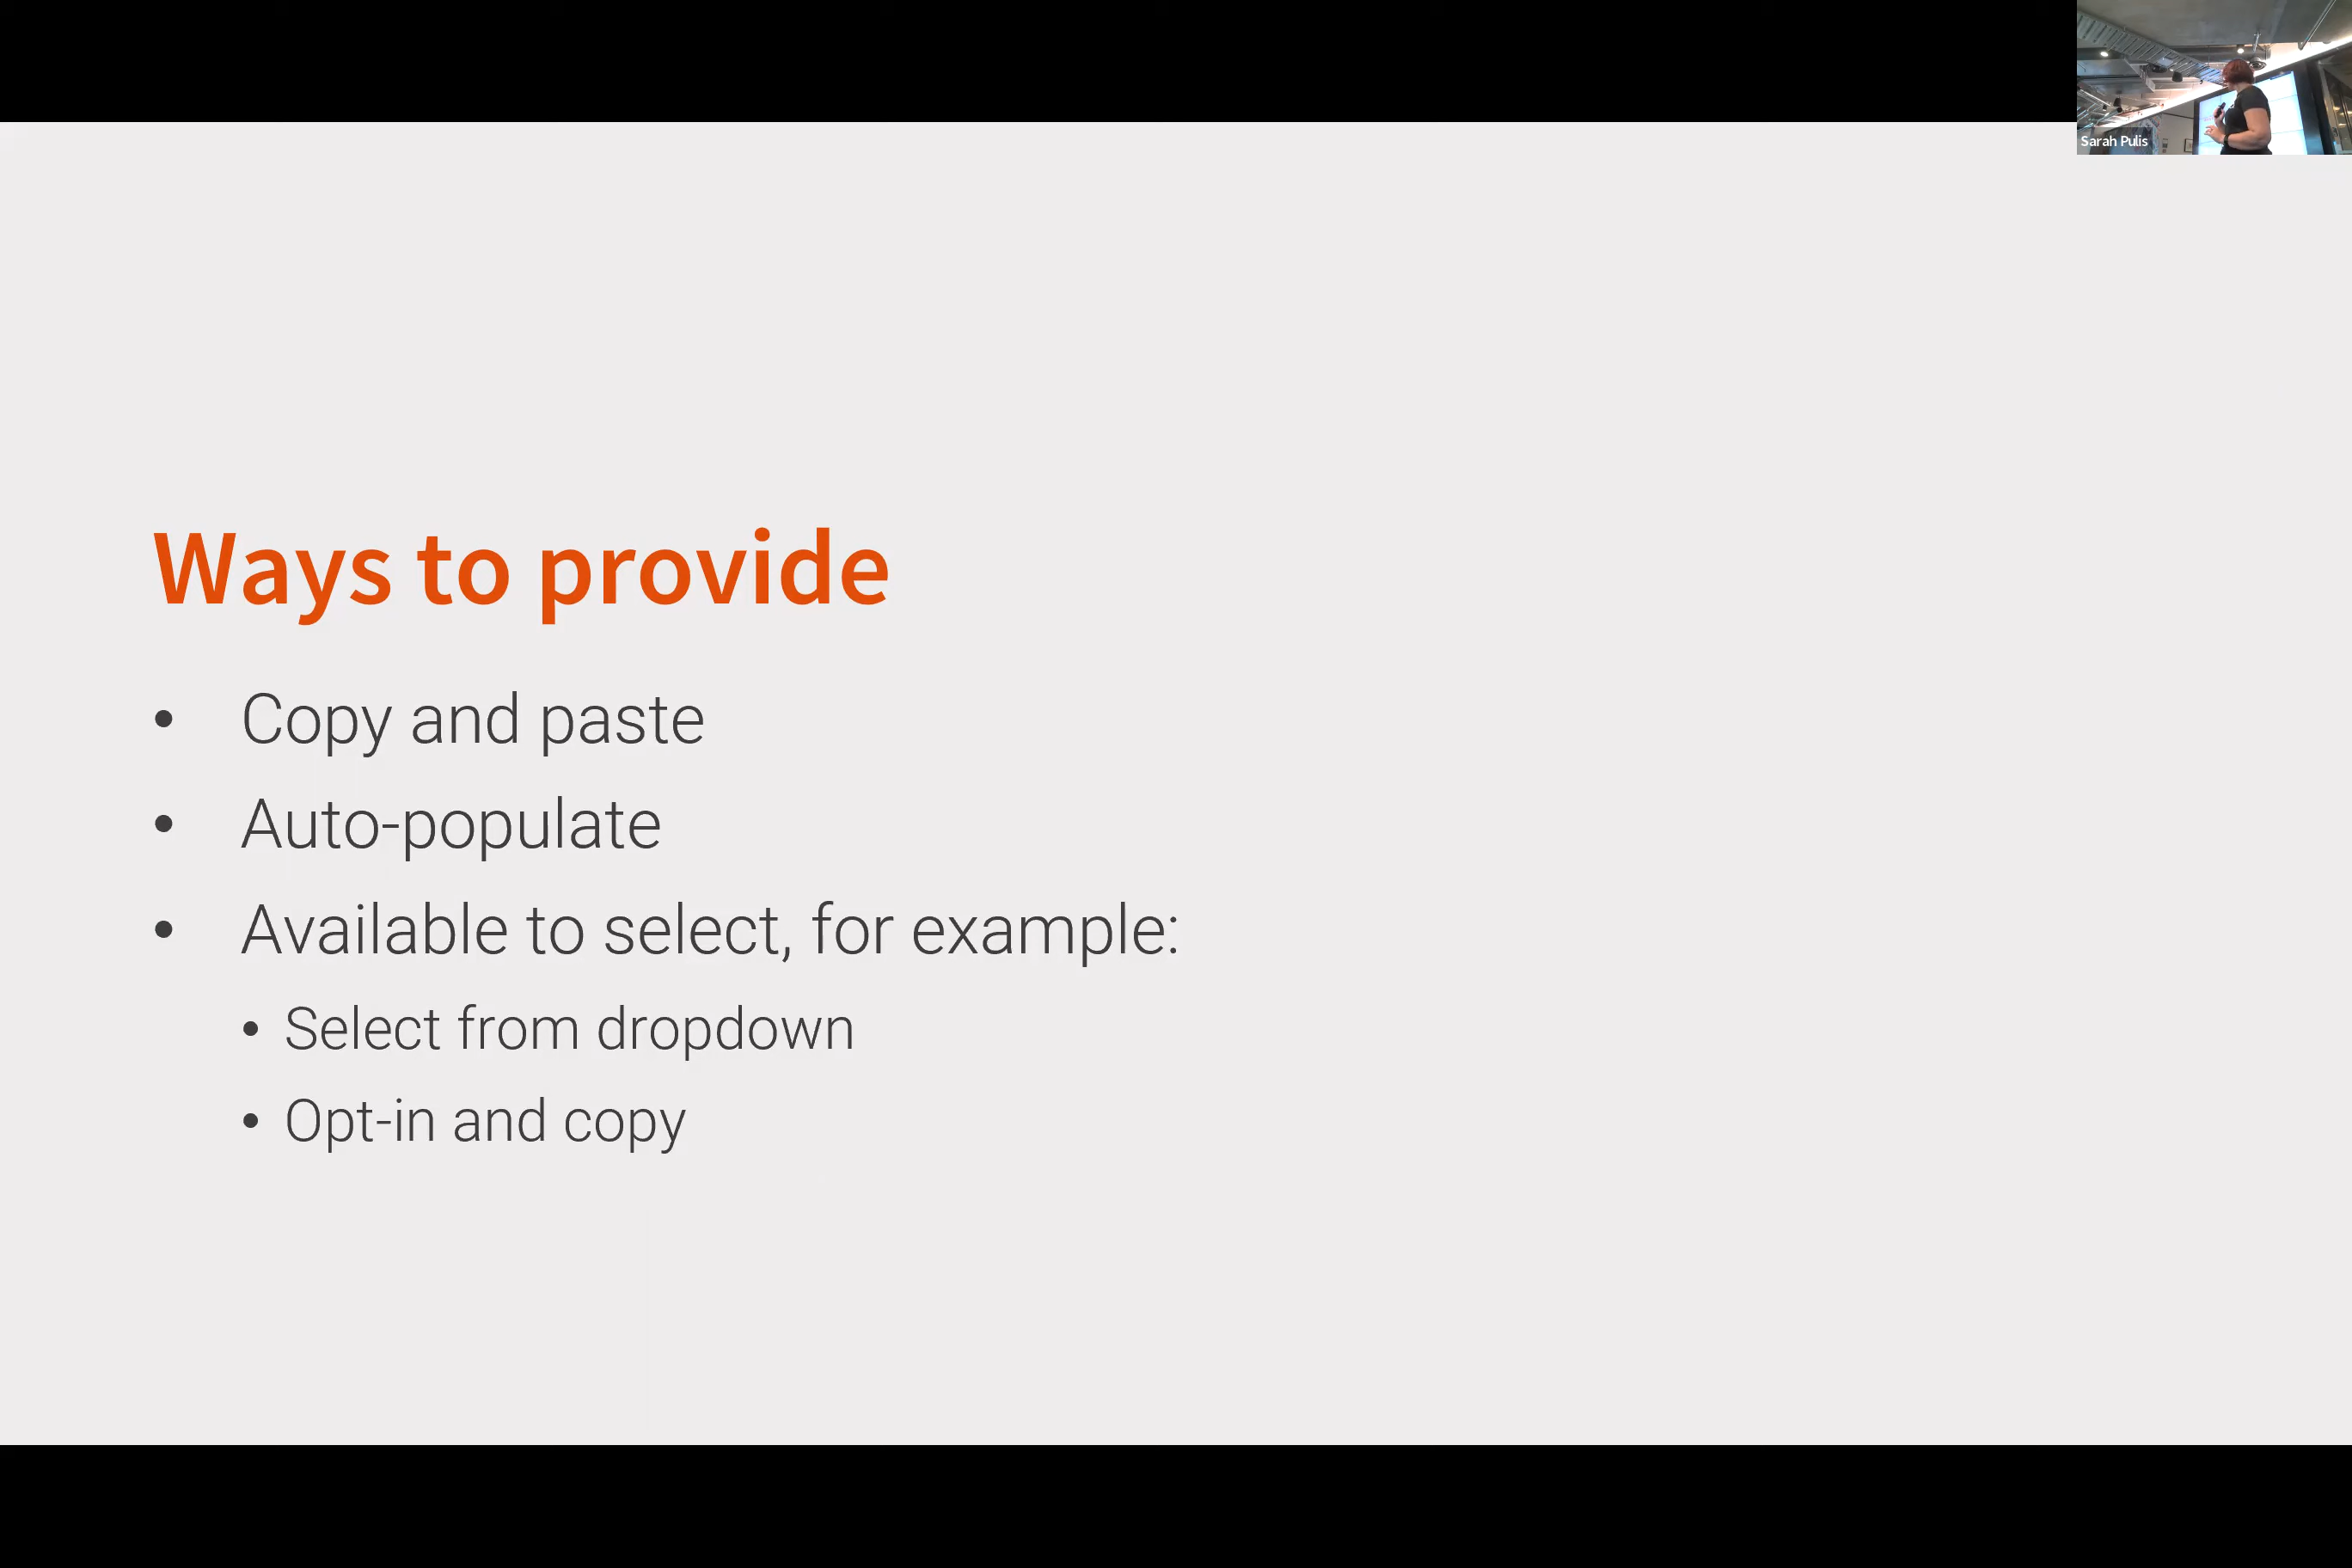 Sarah Pulis
Ways to provide
• Copy and paste
• Auto-populate
• Available to select, for example:
• Select from dropdown
• Opt-in and copy